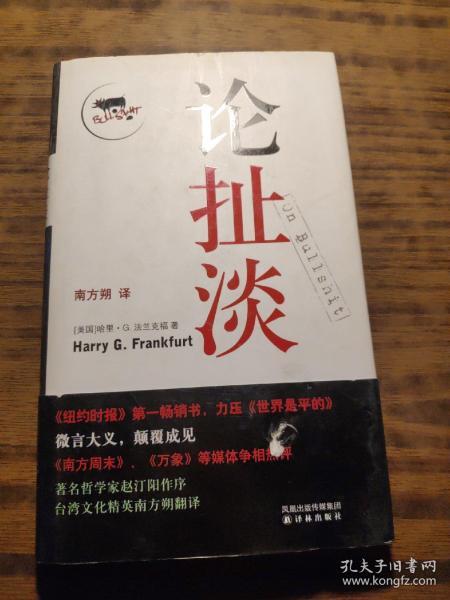 BULLSHIT
论扯淡
On Bullshit
南方朔 译
[美国]哈里·G.法兰克福 著
Harry G. Frankfurt
《纽约时报》第一畅销书，力压《世界是平的》
微言大义，颠覆成见
《南方周末》、《万象》等媒体争相热评
著名哲学家赵汀阳作序
台湾文化精英南方朔翻译
凤凰出版传媒集团
译林出版社
孔夫子旧书网
www.kongfz.com